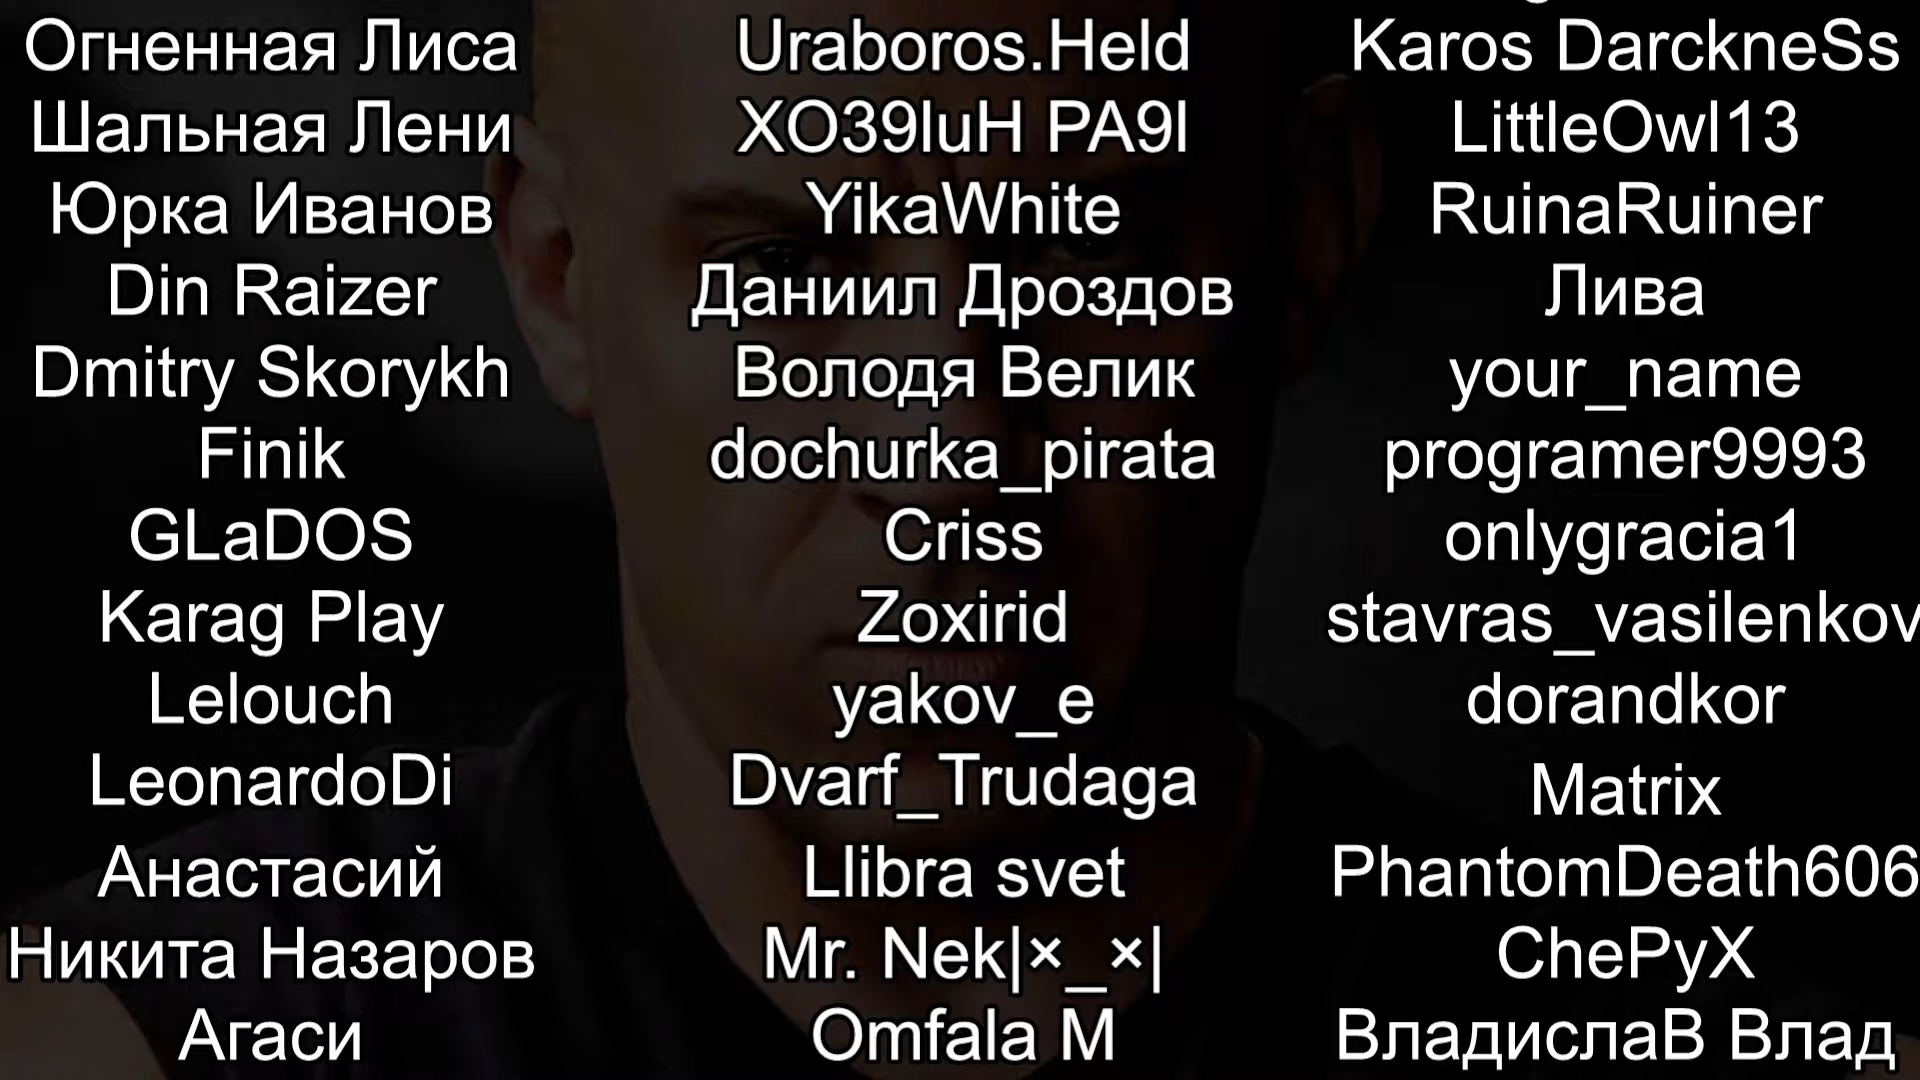 Огненная Лиса
Шальная Лени
Юрка Иванов
Din Raizer
Dmitry Skorykh
Finik
GLaDOS
Karag Play
Lelouch
LeonardoDi
Анастасий
Никита Назаров
Агаси
Uraboros.Held
XO39luH PA9l
YikaWhite
Даниил Дроздов
Володя Велик
dochurka_pirata
Criss
Zoxirid
yakov_e
Dvarf_Trudaga
Llibra svet
Mr. Nek|×_×|
Omfala M
Karos DarckneSs
LittleOwl13
RuinaRuiner
Лива
your_name
programer9993
onlygracia1
stavras_vasilenkov
dorandkor
Matrix
PhantomDeath606
ChePyX
ВладислаВ Влад